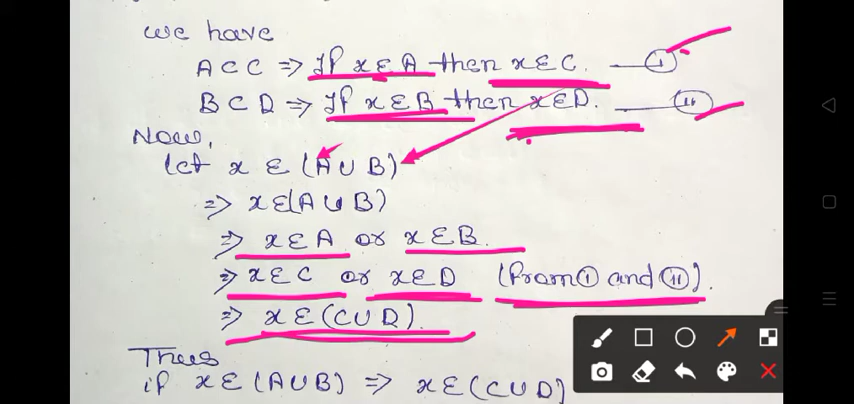 we have
A ⊂ C ⇒ If x ∈ A then x ∈ C. —(I)
B ⊂ D ⇒ If x ∈ B then x ∈ D. —(II)
Now,
let x ∈ (A ∪ B)
⇒ x ∈ (A ∪ B)
⇒ x ∈ A or x ∈ B.
⇒ x ∈ C or x ∈ D (from (I) and (II)).
⇒ x ∈ (C ∪ D).
Thus
if x ∈ (A ∪ B) ⇒ x ∈ (C ∪ D)